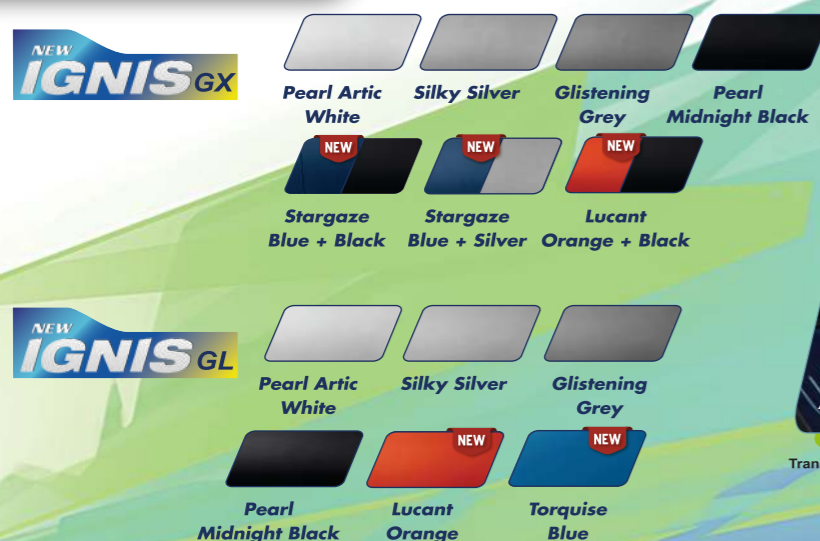 NEW
IGNIS GX
Pearl Artic
White
Silky Silver
Glistening
Grey
Pearl
Midnight Black
NEW
NEW
NEW
Stargaze
Blue + Black
Stargaze
Blue + Silver
Lucant
Orange + Black
NEW
IGNIS GL
Pearl Artic
White
Silky Silver
Glistening
Grey
NEW
NEW
Pearl
Midnight Black
Lucant
Orange
Torquise
Blue
Tran